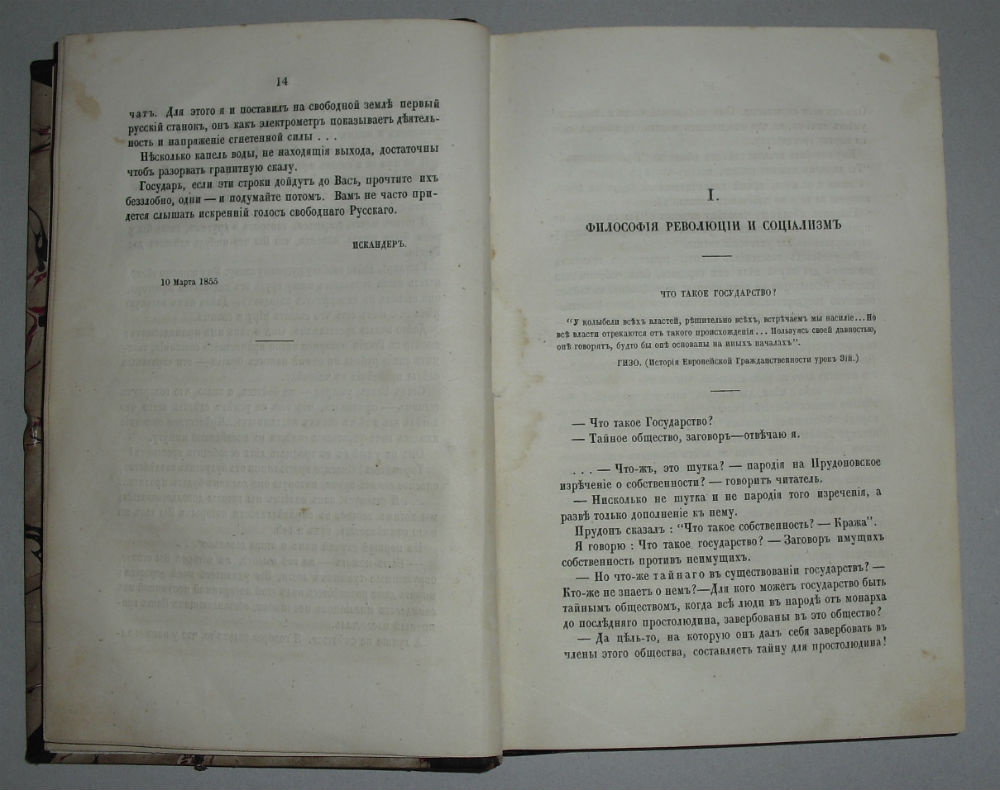 14
чатъ. Для этого я и поставилъ на свободной землѣ первый
русскій станокъ, онъ какъ электрометръ показываетъ дѣятель-
ность и напряженіе сгнетенной силы . . .
Нѣсколько капель воды, не находящія выхода, достаточны
чтобъ разорвать гранитную скалу.
Государь, если эти строки дойдутъ до Васъ, прочтите ихъ
беззлобно, одни — и подумайте потомъ. Вамъ не часто при-
дется слышать искренній голосъ свободнаго Русскаго.
ИСКАНДЕРЪ.
10 Марта 1855
I.
ФИЛОСОФІЯ РЕВОЛЮЦІИ И СОЦІАЛИЗМЪ
ЧТО ТАКОЕ ГОСУДАРСТВО?
"У колыбели всѣхъ властей, рѣшительно всѣхъ, встрѣчаемъ мы насиліе... Но
всѣ власти отрекаются отъ такого происхожденія... Пользуясь своей давностью,
онѣ говорятъ, будто бы онѣ основаны на иныхъ началахъ".
ГИЗО. (Исторія Европейской Гражданственности урокъ 3ій.)
— Что такое Государство?
— Тайное общество, заговоръ—отвѣчаю я.
. . . — Что-жъ, это шутка? — пародія на Прудоновское
изрѣченіе о собственности? — говоритъ читатель.
— Нисколько не шутка и не пародія того изреченія, а
развѣ только дополненіе къ нему.
Прудонъ сказалъ : "Что такое собственность? — Кража".
Я говорю : Что такое государство? — Заговоръ имущихъ
собственность противъ неимущихъ.
— Но что-же тайнаго въ существованіи государствъ? —
Кто-же не знаетъ о немъ?—Для кого можетъ государство быть
тайнымъ обществомъ, когда всѣ люди въ народѣ отъ монарха
до послѣдняго простолюдина, завербованы въ это общество?
— Да цѣль-то, на которую онъ далъ себя завербовать въ
члены этого общества, составляетъ тайну для простолюдина!